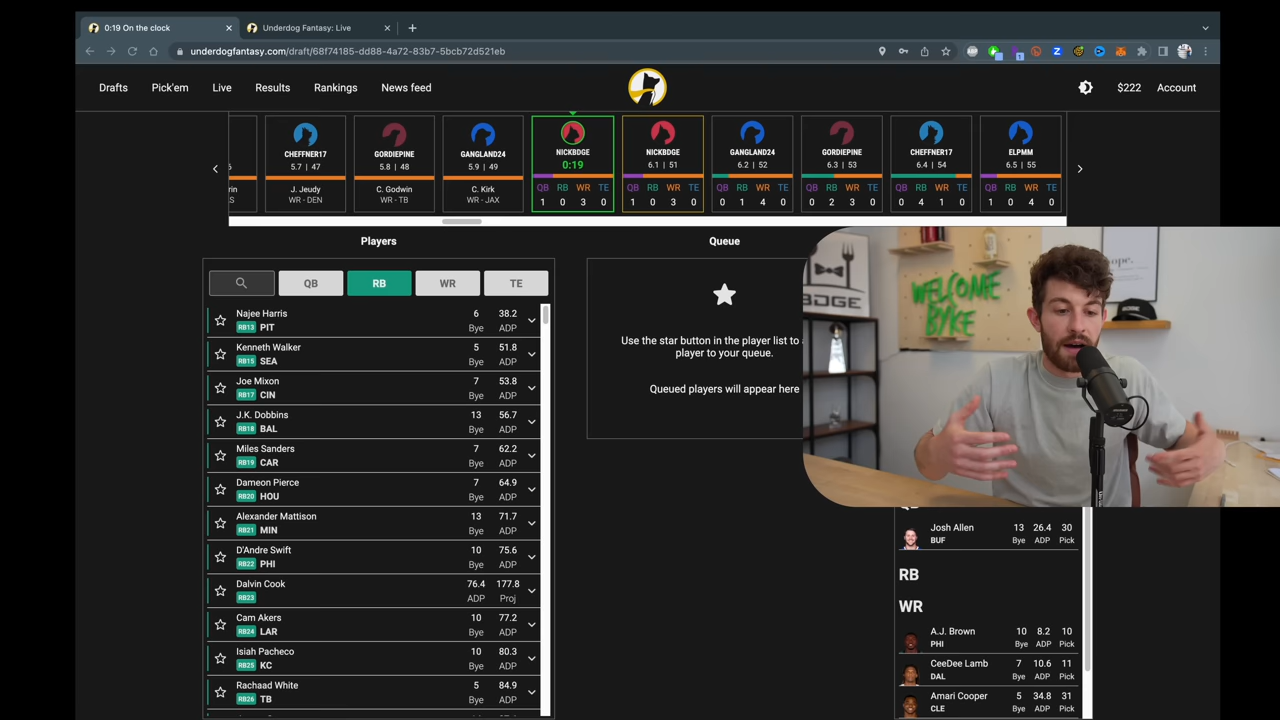 0:19 On the clock
Underdog Fantasy: Live
underdogfantasy.com/draft/68f74185-dd88-4a72-83b7-5bcb72d521eb
Drafts Pick'em Live Results Rankings News feed $222 Account
CHEFFNER17 GORDIEPINE GANGLAND24 NICKBDGE NICKBDGE GANGLAND24 GORDIEPINE CHEFFNER17 ELPMM
5.7 | 47 5.8 | 48 5.9 | 49 0:19 6.1 | 51 6.2 | 52 6.3 | 53 6.4 | 54 6.5 | 55
rin J. Jeudy C. Godwin C. Kirk QB RB WR TE QB RB WR TE QB RB WR TE QB RB WR TE QB RB WR TE QB RB WR TE
S WR - DEN WR - TB WR - JAX 1 0 3 0 1 0 3 0 0 1 4 0 0 2 3 0 0 4 1 0 1 0 4 0
Players
QB RB WR TE
Najee Harris 6 38.2
RB13 PIT Bye ADP
Kenneth Walker 5 51.8
RB15 SEA Bye ADP
Joe Mixon 7 53.8
RB17 CIN Bye ADP
J.K. Dobbins 13 56.7
RB18 BAL Bye ADP
Miles Sanders 7 62.2
RB19 CAR Bye ADP
Dameon Pierce 7 64.9
RB20 HOU Bye ADP
Alexander Mattison 13 71.7
RB21 MIN Bye ADP
D'Andre Swift 10 75.6
RB22 PHI Bye ADP
Dalvin Cook 76.4 177.8
RB23 ADP Proj
Cam Akers 10 77.2
RB24 LAR Bye ADP
Isiah Pacheco 10 80.3
RB25 KC Bye ADP
Rachaad White 5 84.9
RB26 TB Bye ADP
Queue
Use the star button in the player list to a
player to your queue.
Queued players will appear here
BDGE
WELCOME
BYKE
Josh Allen 13 26.4 30
BUF Bye ADP Pick
RB
WR
A.J. Brown 10 8.2 10
PHI Bye ADP Pick
CeeDee Lamb 7 10.6 11
DAL Bye ADP Pick
Amari Cooper 5 34.8 31
CLE Bye ADP Pick